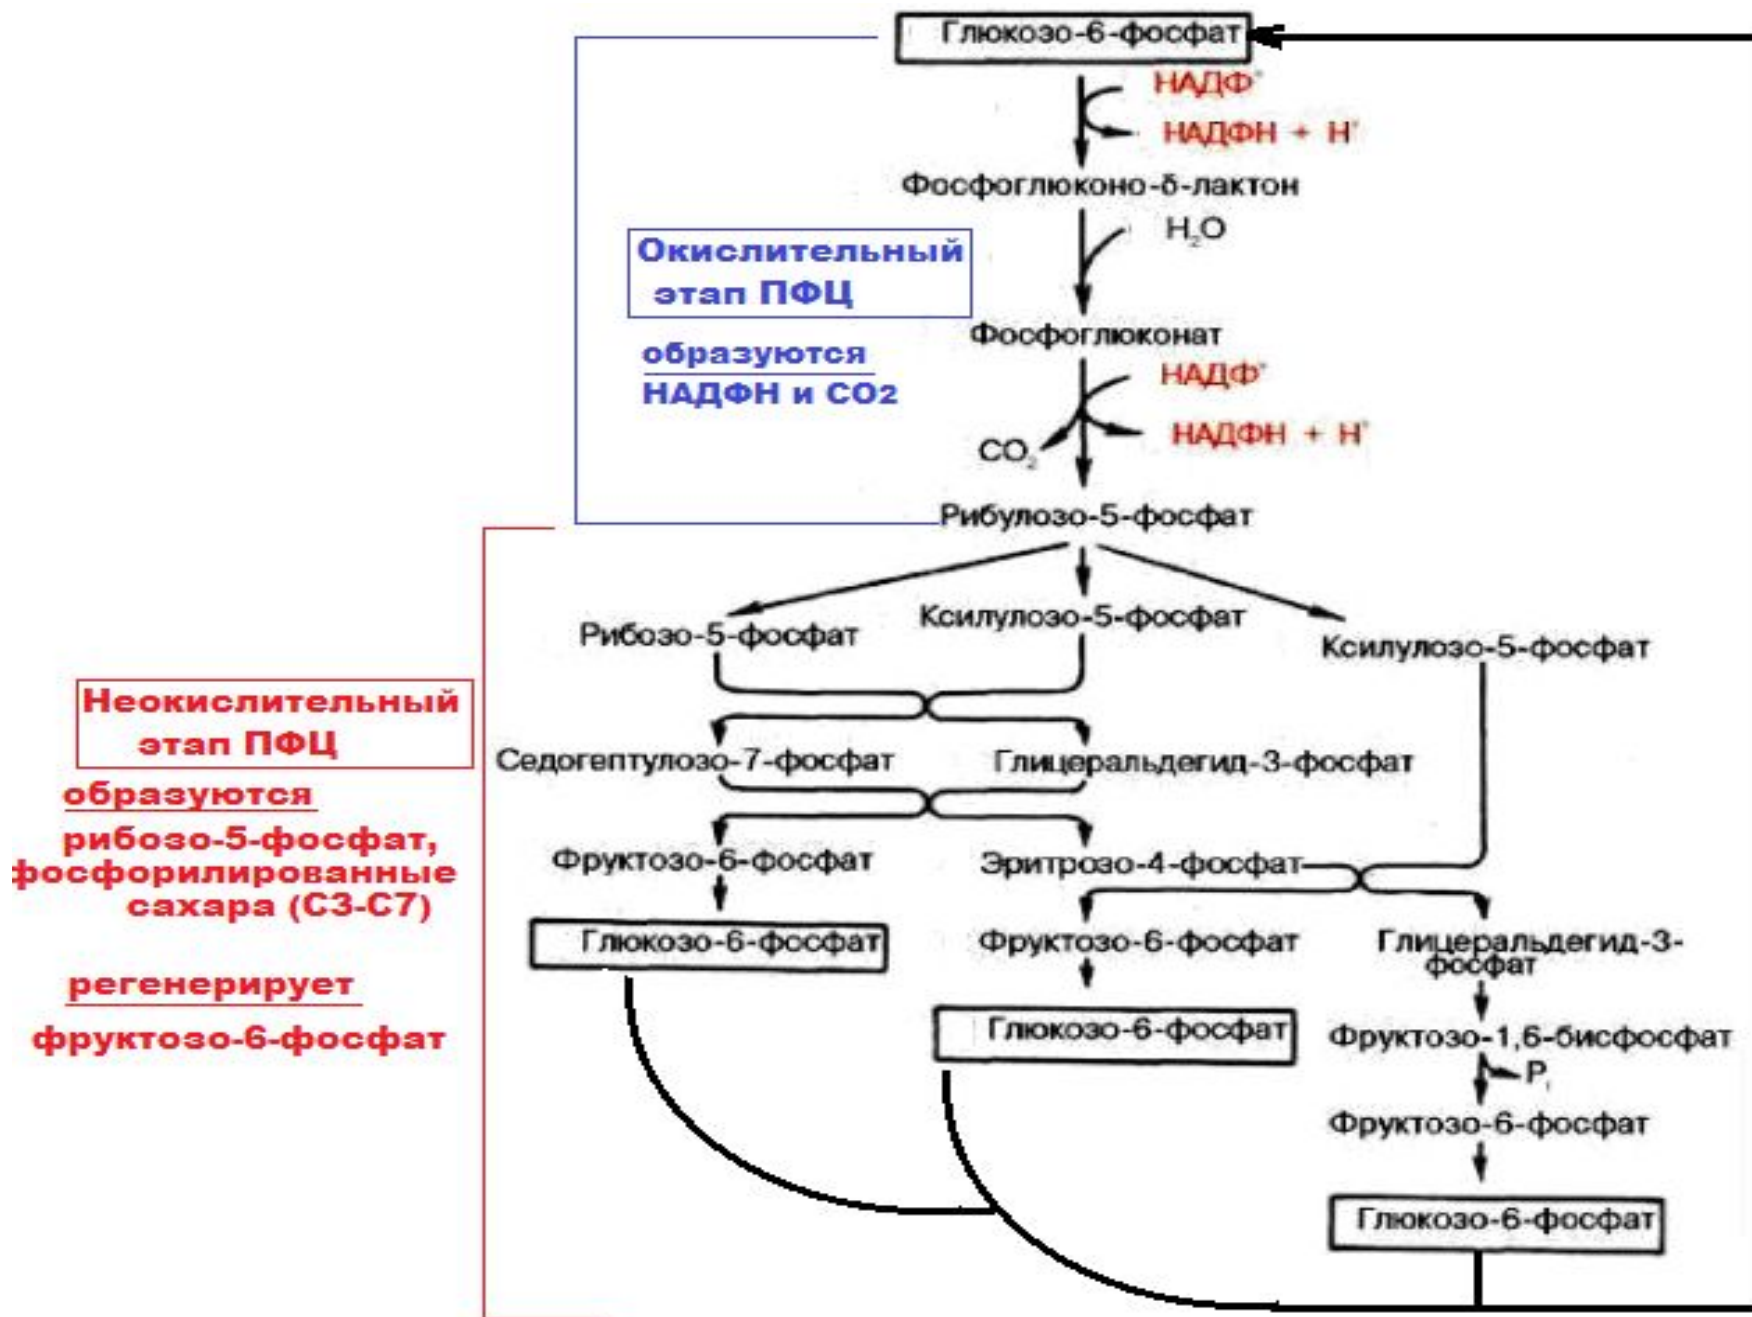 Глюкозо-6-фосфат
НАДФ⁺
НАДФН + Н⁺
Фосфоглюконо-δ-лактон
H₂O
Окислительный
этап ПФЦ
Фосфоглюконат
образуются
НАДФН и СО2
НАДФ⁺
НАДФН + Н⁺
CO₂
Рибулозо-5-фосфат
Рибозо-5-фосфат
Ксилулозо-5-фосфат
Ксилулозо-5-фосфат
Неокислительный
этап ПФЦ
Седогептулозо-7-фосфат
Глицеральдегид-3-фосфат
образуются
рибозо-5-фосфат,
фосфорилированные
сахара (С3-С7)
Фруктозо-6-фосфат
Эритрозо-4-фосфат
Глюкозо-6-фосфат
Фруктозо-6-фосфат
Глицеральдегид-3-
фосфат
регенерирует
фруктозо-6-фосфат
Глюкозо-6-фосфат
Фруктозо-1,6-бисфосфат
Pᵢ
Фруктозо-6-фосфат
Глюкозо-6-фосфат